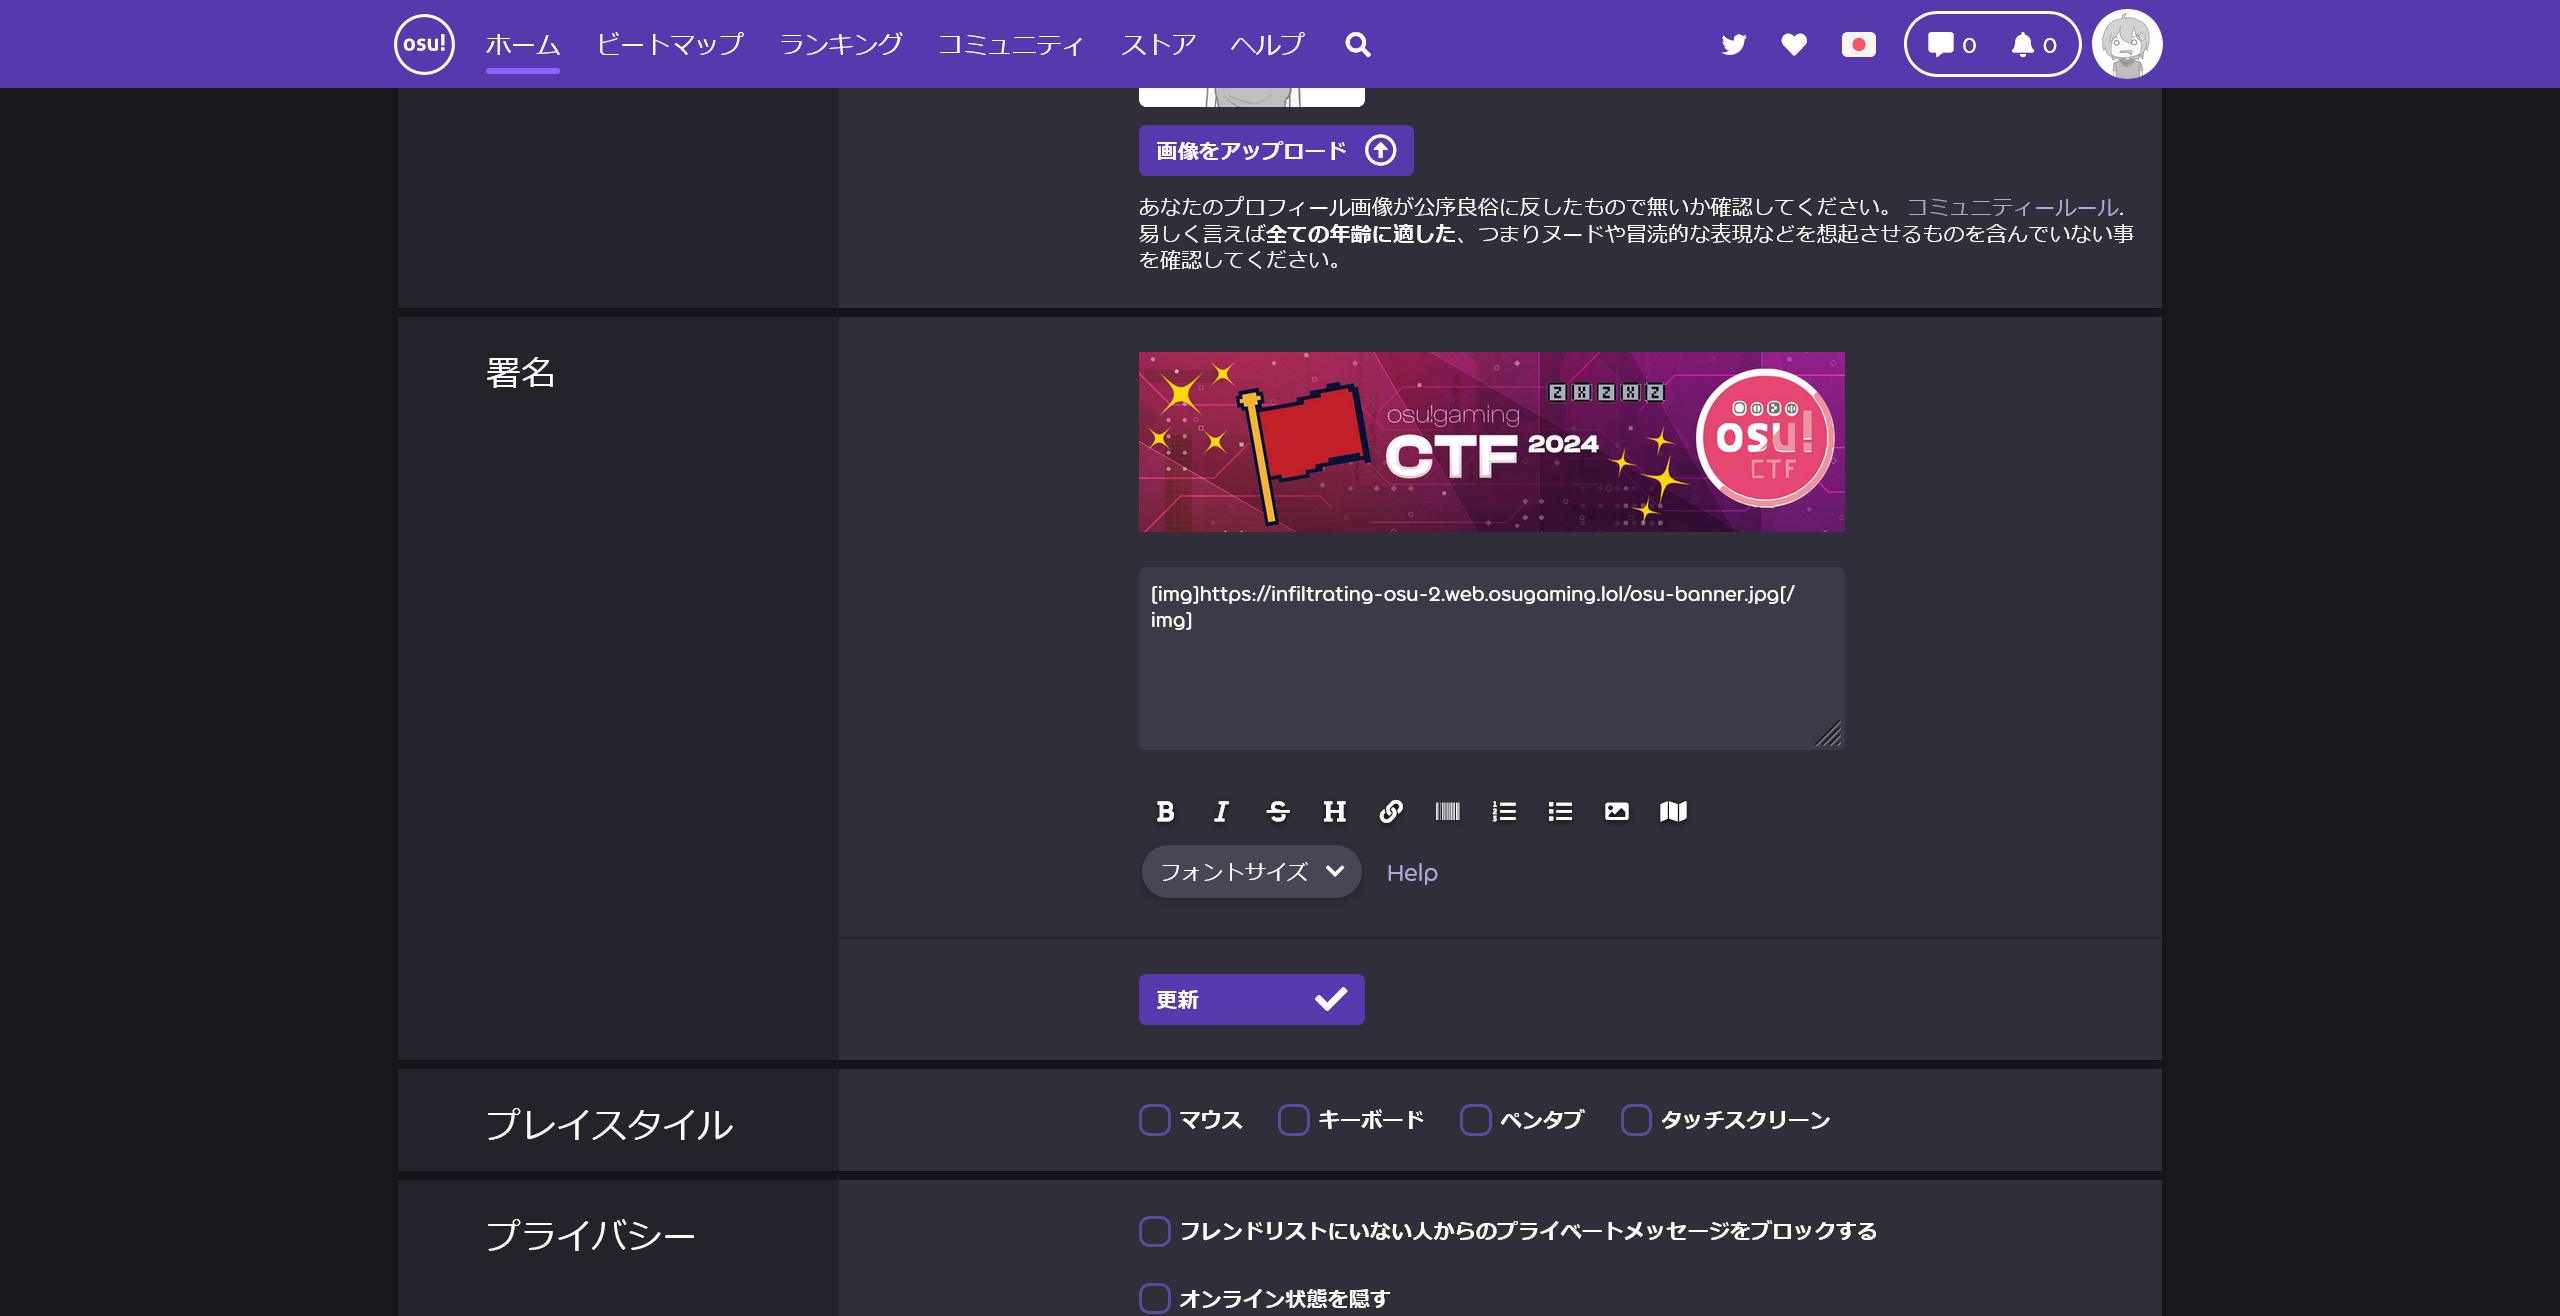 osu!
ホーム
ビートマップ
ランキング
コミュニティ
ストア
ヘルプ
0
0
画像をアップロード
あなたのプロフィール画像が公序良俗に反したもので無いか確認してください。 コミュニティールール.
易しく言えば全ての年齢に適した、つまりヌードや冒涜的な表現などを想起させるものを含んでいない事
を確認してください。
署名
osu!gaming
CTF 2024
2X2X2
osu!
CTF
[img]https://infiltrating-osu-2.web.osugaming.lol/osu-banner.jpg[/
img]
B I S H
フォントサイズ
Help
更新
プレイスタイル
マウス
キーボード
ペンタブ
タッチスクリーン
プライバシー
フレンドリストにいない人からのプライベートメッセージをブロックする
オンライン状態を隠す